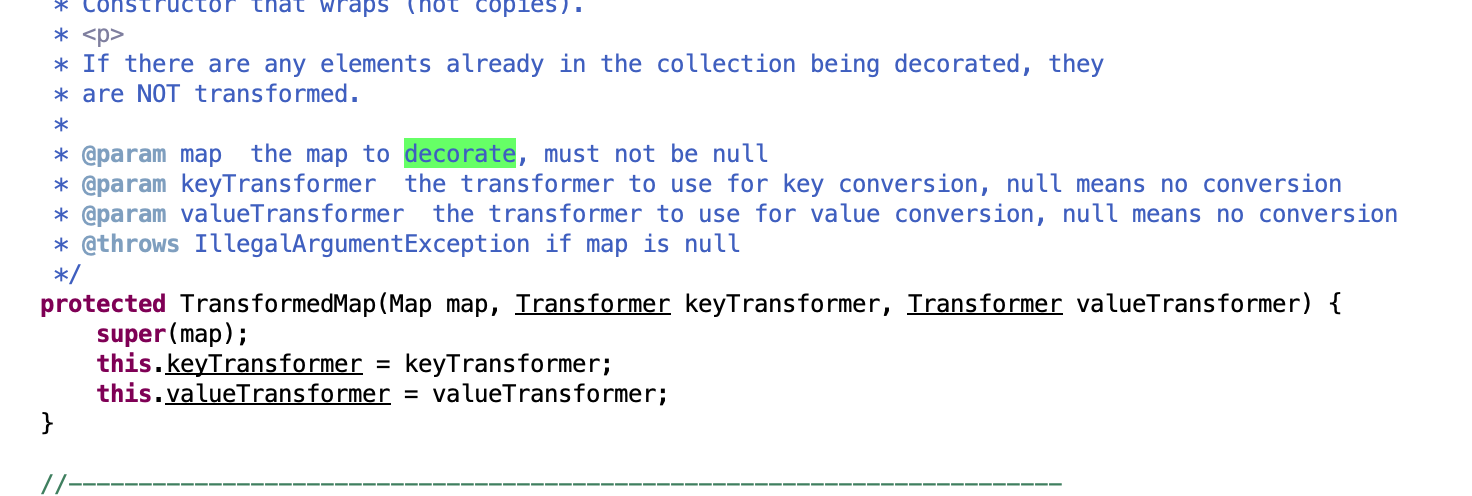 * Constructor that wraps (not copies).
* <p>
* If there are any elements already in the collection being decorated, they
* are NOT transformed.
*
* @param map  the map to decorate, must not be null
* @param keyTransformer  the transformer to use for key conversion, null means no conversion
* @param valueTransformer  the transformer to use for value conversion, null means no conversion
* @throws IllegalArgumentException if map is null
*/
protected TransformedMap(Map map, Transformer keyTransformer, Transformer valueTransformer) {
super(map);
this.keyTransformer = keyTransformer;
this.valueTransformer = valueTransformer;
}
//-----------------------------------------------------------------------